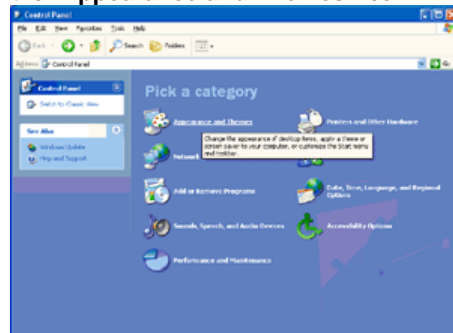 Control Panel
File Edit View Favorites Tools Help
Back Search Folders
Address Control Panel Go
Control Panel
Switch to Classic View
See Also
Windows Update
Help and Support
Pick a category
Appearance and Themes
Printers and Other Hardware
Change the appearance of desktop items, apply a theme or
screen saver to your computer, or customize the Start menu
and taskbar.
Network
Add or Remove Programs
Date, Time, Language, and Regional
Options
Sounds, Speech, and Audio Devices
Accessibility Options
Performance and Maintenance